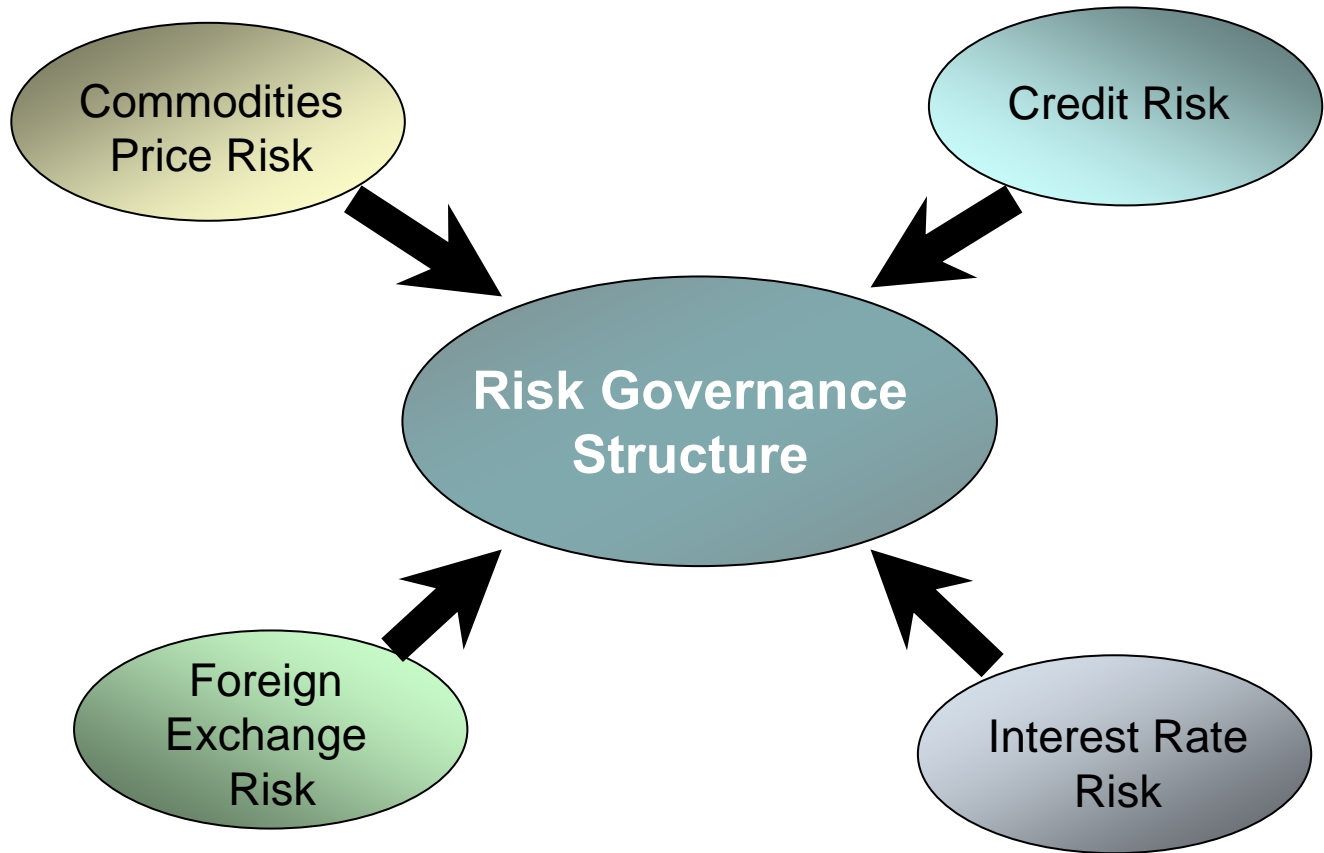 Commodities
Price Risk
Credit Risk
Risk Governance
Structure
Foreign
Exchange
Risk
Interest Rate
Risk